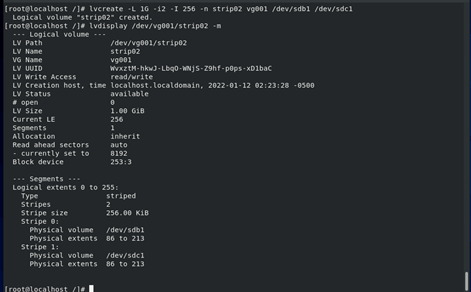 [root@localhost /]# lvcreate -L 1G -i2 -I 256 -n strip02 vg001 /dev/sdb1 /dev/sdc1
Logical volume "strip02" created.
[root@localhost /]# lvdisplay /dev/vg001/strip02 -m
--- Logical volume ---
LV Path /dev/vg001/strip02
LV Name strip02
VG Name vg001
LV UUID WvxztM-hkwJ-LbqO-WNjS-Z9hf-p0ps-xD1baC
LV Write Access read/write
LV Creation host, time localhost.localdomain, 2022-01-12 02:23:28 -0500
LV Status available
# open 0
LV Size 1.00 GiB
Current LE 256
Segments 1
Allocation inherit
Read ahead sectors auto
- currently set to 8192
Block device 253:3
--- Segments ---
Logical extents 0 to 255:
Type striped
Stripes 2
Stripe size 256.00 KiB
Stripe 0:
Physical volume /dev/sdb1
Physical extents 86 to 213
Stripe 1:
Physical volume /dev/sdc1
Physical extents 86 to 213
[root@localhost /]#